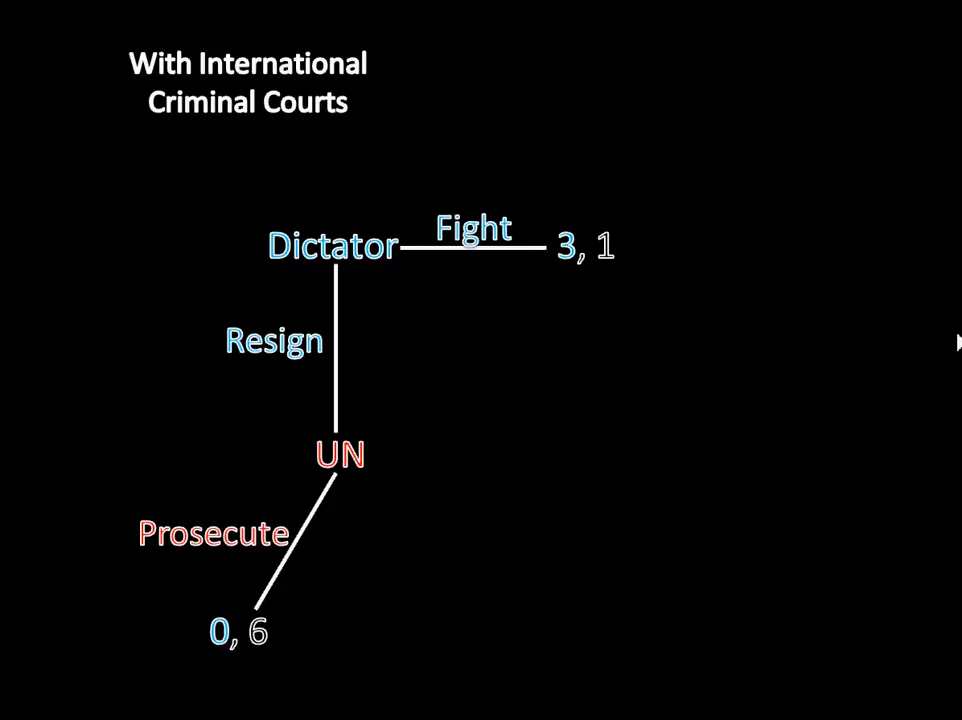 With International
Criminal Courts
Fight
Dictator
3, 1
Resign
UN
Prosecute
0, 6